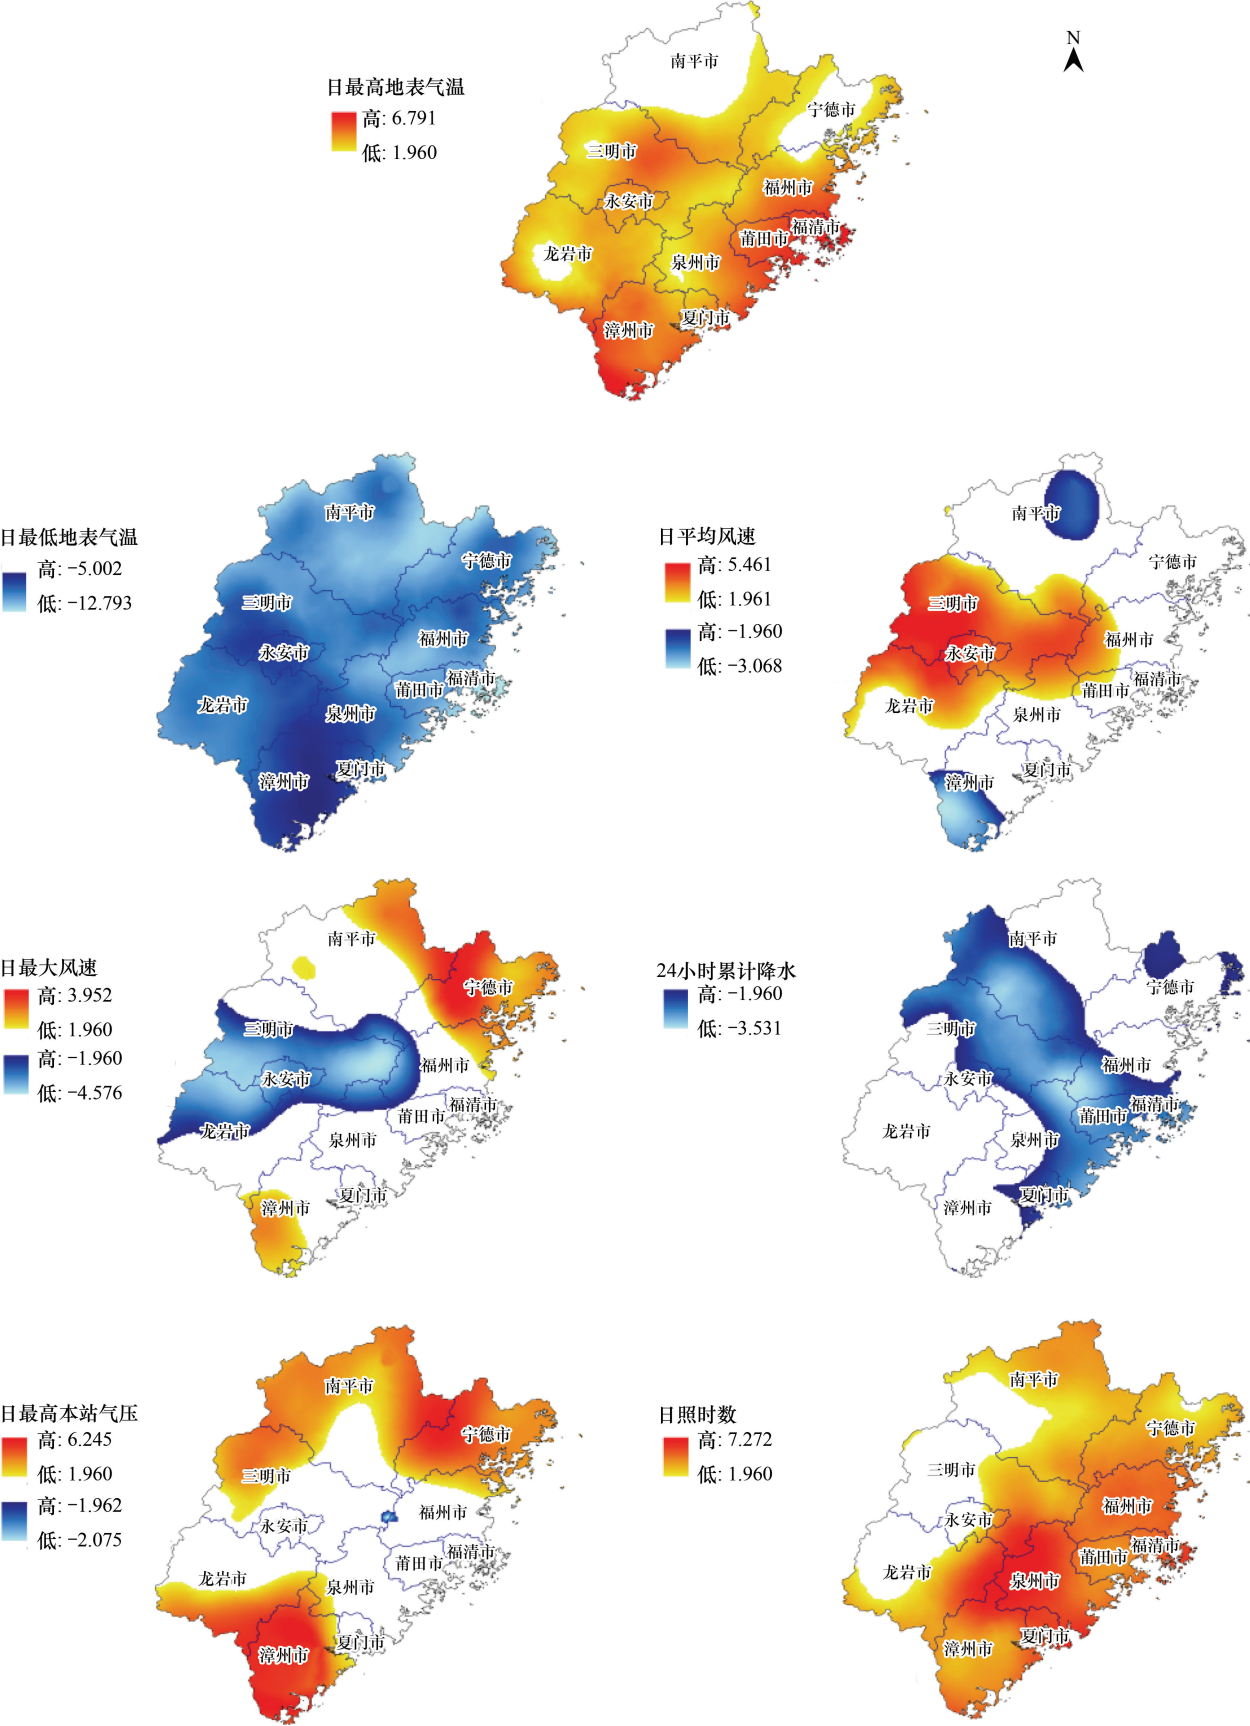 N
日最高地表气温
高: 6.791
低: 1.960
南平市
宁德市
三明市
福州市
永安市
福清市
莆田市
龙岩市
泉州市
夏门市
漳州市
日最低地表气温
高: −5.002
低: −12.793
南平市
宁德市
三明市
福州市
永安市
福清市
莆田市
龙岩市
泉州市
夏门市
漳州市
日平均风速
高: 5.461
低: 1.961
高: −1.960
低: −3.068
南平市
宁德市
三明市
福州市
永安市
福清市
莆田市
龙岩市
泉州市
夏门市
漳州市
日最大风速
高: 3.952
低: 1.960
高: −1.960
低: −4.576
南平市
宁德市
三明市
福州市
永安市
福清市
莆田市
龙岩市
泉州市
夏门市
漳州市
24小时累计降水
高: −1.960
低: −3.531
南平市
宁德市
三明市
福州市
永安市
福清市
莆田市
龙岩市
泉州市
夏门市
漳州市
日最高本站气压
高: 6.245
低: 1.960
高: −1.962
低: −2.075
南平市
宁德市
三明市
福州市
永安市
福清市
莆田市
龙岩市
泉州市
夏门市
漳州市
日照时数
高: 7.272
低: 1.960
南平市
宁德市
三明市
福州市
永安市
福清市
莆田市
龙岩市
泉州市
夏门市
漳州市